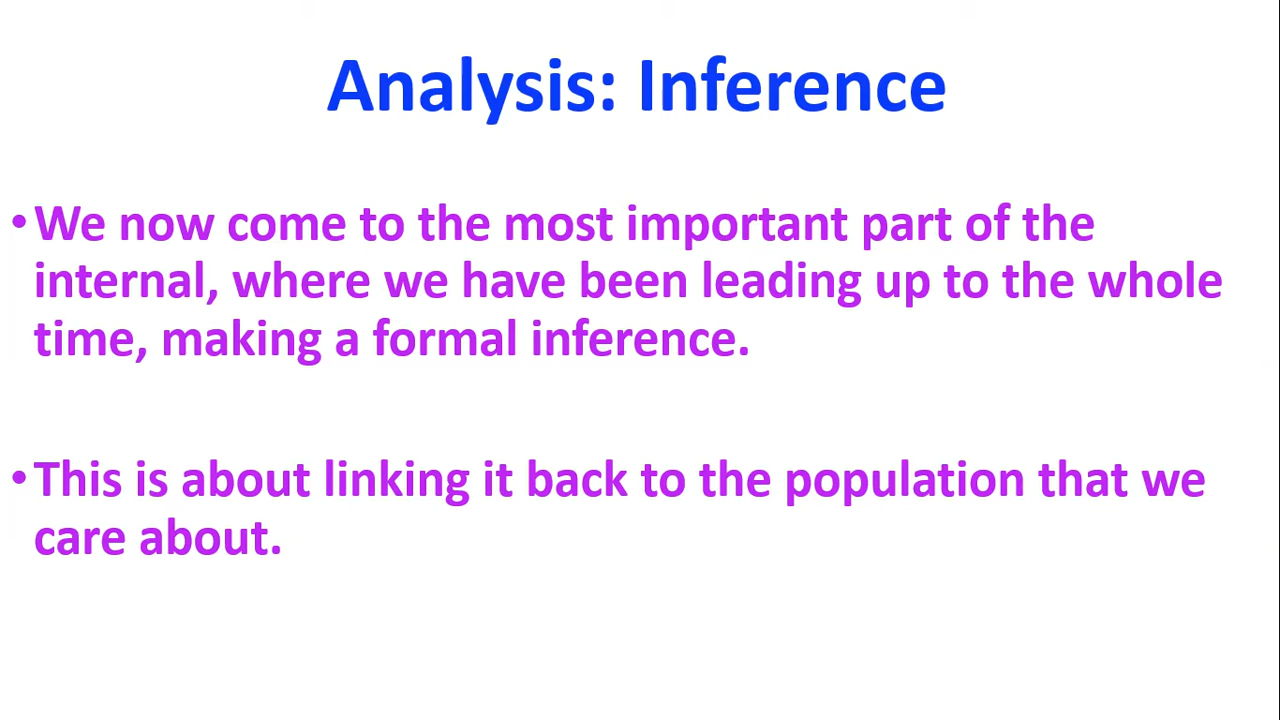 Analysis: Inference
•We now come to the most important part of the
internal, where we have been leading up to the whole
time, making a formal inference.
•This is about linking it back to the population that we
care about.